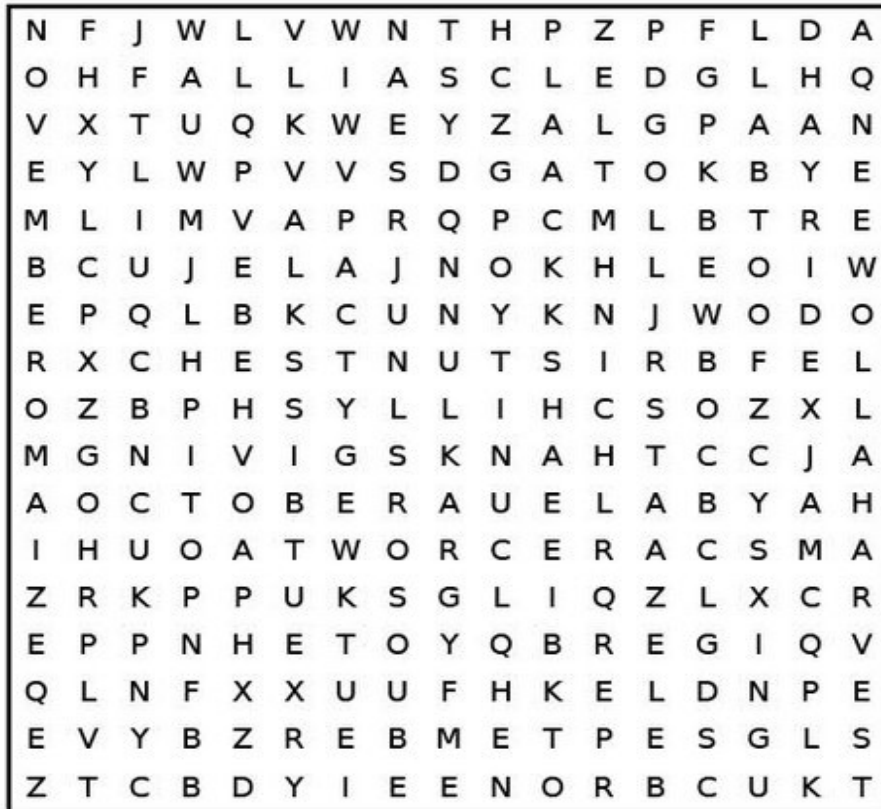 N F J W L V W N T H P Z P F L D A
O H F A L L I A S C L E D G L H Q
V X T U Q K W E Y Z A L G P A A N
E Y L W P V V S D G A T O K B Y E
M L I M V A P R Q P C M L B T R E
B C U J E L A J N O K H L E O I W
E P Q L B K C U N Y K N J W O D O
R X C H E S T N U T S I R B F E L
O Z B P H S Y L L I H C S O Z X L
M G N I V I G S K N A H T C C J A
A O C T O B E R A U E L A B Y A H
I H U O A T W O R C E R A C S M A
Z R K P P U K S G L I Q Z L X C R
E P P N H E T O Y Q B R E G I Q V
Q L N F X X U U F H K E L D N P E
E V Y B Z R E B M E T P E S G L S
Z T C B D Y I E E N O R B C U K T